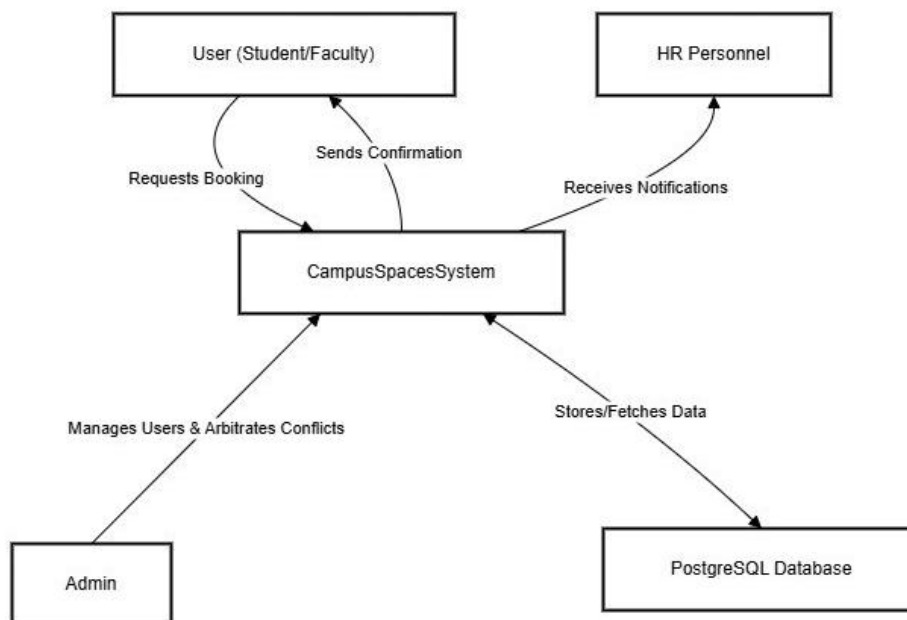 User (Student/Faculty)
HR Personnel
Sends Confirmation
Requests Booking
Receives Notifications
CampusSpacesSystem
Stores/Fetches Data
Manages Users & Arbitrates Conflicts
PostgreSQL Database
Admin